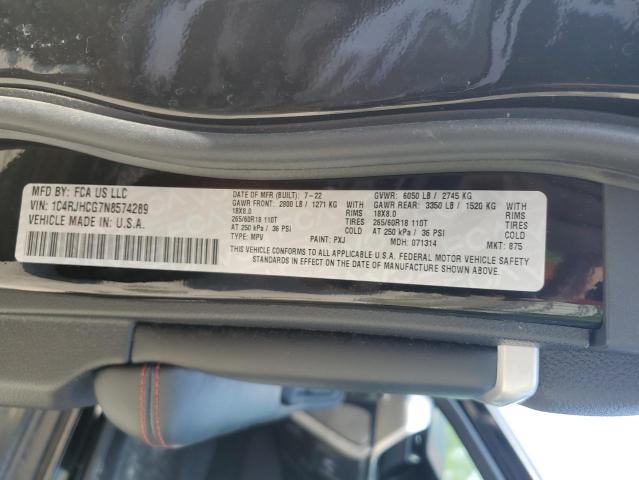 MFD BY: FCA US LLC
VIN: 1C4RJHCG7N8574289
VEHICLE MADE IN: U.S.A.
DATE OF MFR (BUILT): 7-22
GAWR FRONT: 2800 LB / 1271 KG WITH
18X8.0 RIMS
265/60R18 110T
AT 250 kPa / 36 PSI COLD
TYPE: MPV PAINT: PXJ
GVWR: 6050 LB / 2745 KG
GAWR REAR: 3350 LB / 1520 KG WITH
18X8.0 RIMS
265/60R18 110T
AT 250 kPa / 36 PSI COLD
MDH: 071314 MKT: 875
THIS VEHICLE CONFORMS TO ALL APPLICABLE U.S.A. FEDERAL MOTOR VEHICLE SAFETY
STANDARDS IN EFFECT ON THE DATE OF MANUFACTURE SHOWN ABOVE.